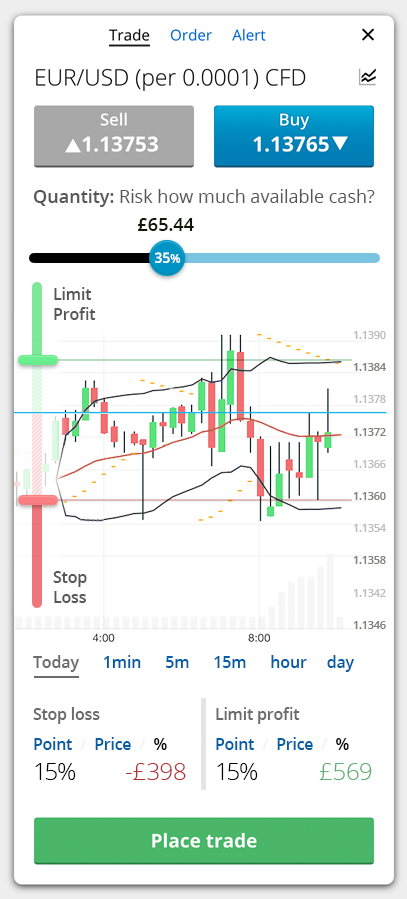 Trade Order Alert ×
EUR/USD (per 0.0001) CFD
Sell Buy
▲1.13753 1.13765▼
Quantity: Risk how much available cash?
£65.44
35%
Limit
Profit
1.1390
1.1384
1.1378
1.1372
1.1366
1.1360
1.1354
1.1358
1.1342
1.1346
Stop
Loss
4:00 8:00
Today 1min 5m 15m hour day
Stop loss Limit profit
Point / Price / % Point / Price / %
15% -£398 15% £569
Place trade